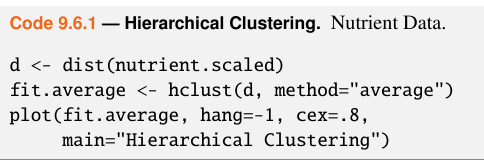 Code 9.6.1 — Hierarchical Clustering. Nutrient Data.
d <- dist(nutrient.scaled)
fit.average <- hclust(d, method="average")
plot(fit.average, hang=-1, cex=.8,
     main="Hierarchical Clustering")